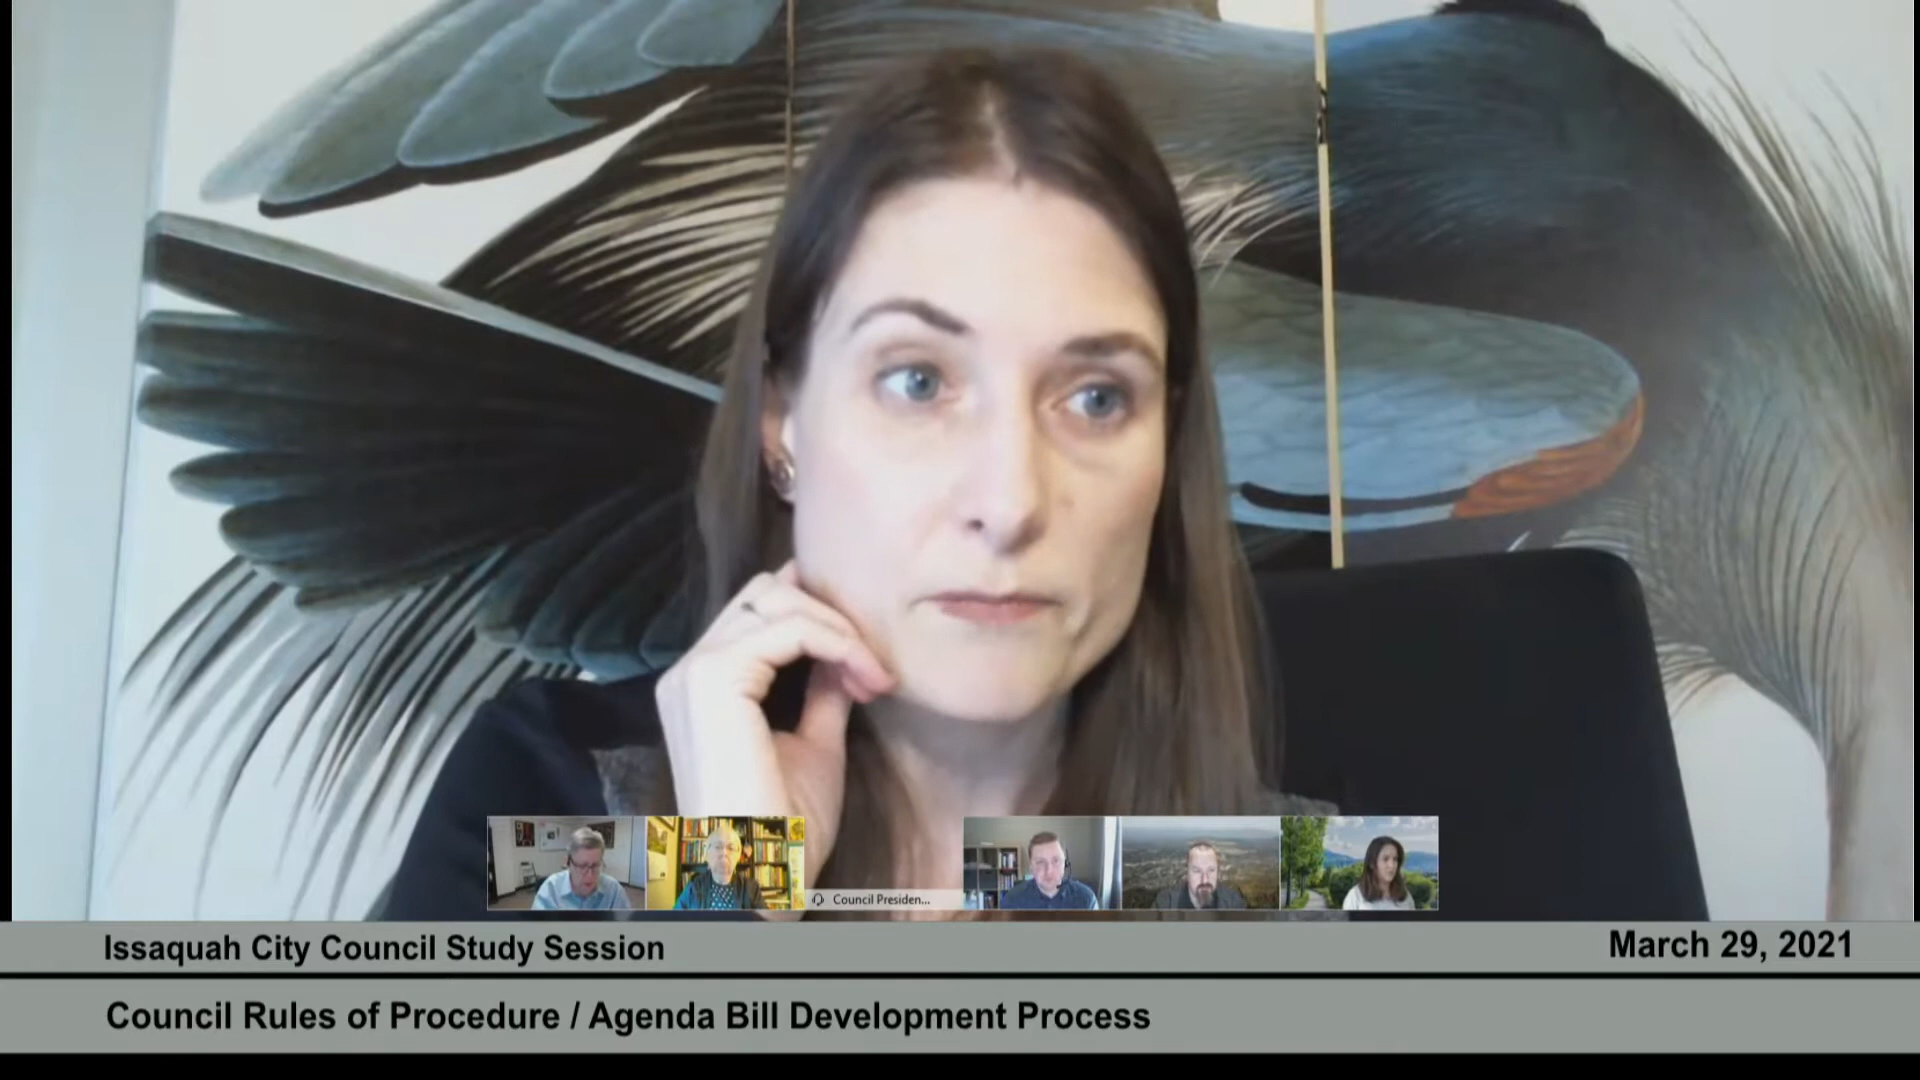 Council Presiden...
Issaquah City Council Study Session
March 29, 2021
Council Rules of Procedure / Agenda Bill Development Process